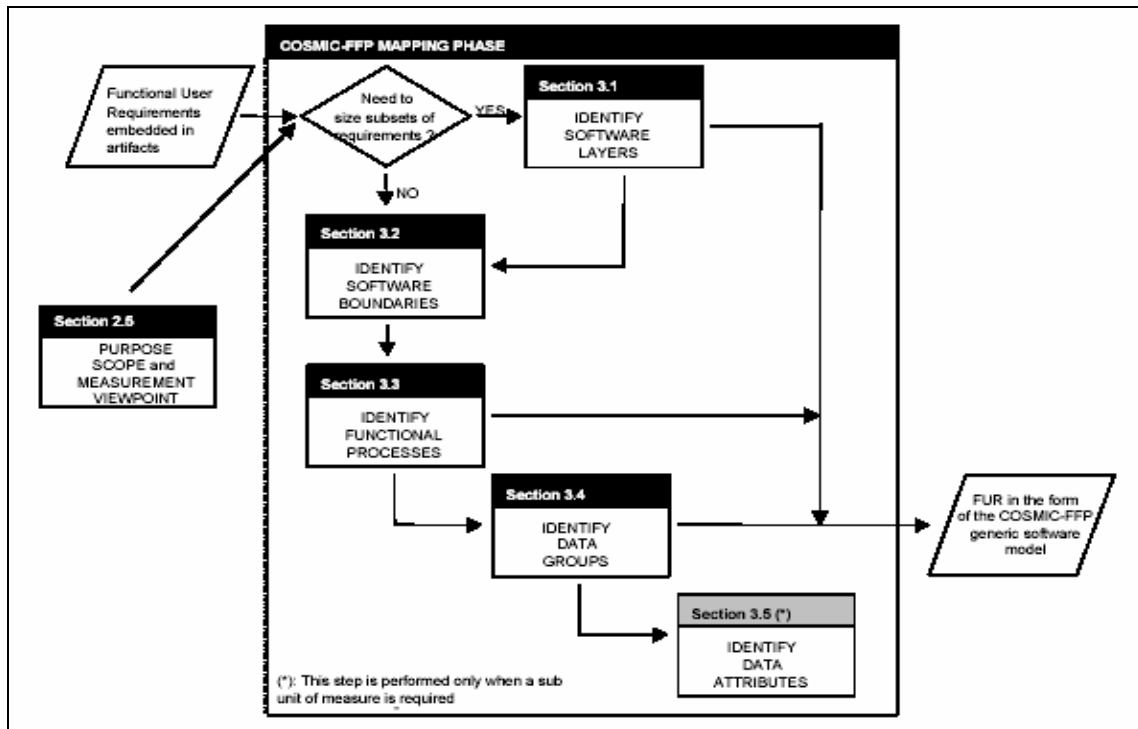 COSMIC-FFP MAPPING PHASE
Functional User
Requirements
embedded in
artifacts
Need to
size subsets of
requirements ?
YES
Section 3.1
IDENTIFY
SOFTWARE
LAYERS
NO
Section 3.2
IDENTIFY
SOFTWARE
BOUNDARIES
Section 2.5
PURPOSE
SCOPE and
MEASUREMENT
VIEWPOINT
Section 3.3
IDENTIFY
FUNCTIONAL
PROCESSES
Section 3.4
IDENTIFY
DATA
GROUPS
FUR in the form
of the COSMIC-FFP
generic software
model
Section 3.5 (*)
IDENTIFY
DATA
ATTRIBUTES
(*): This step is performed only when a sub
unit of measure is required